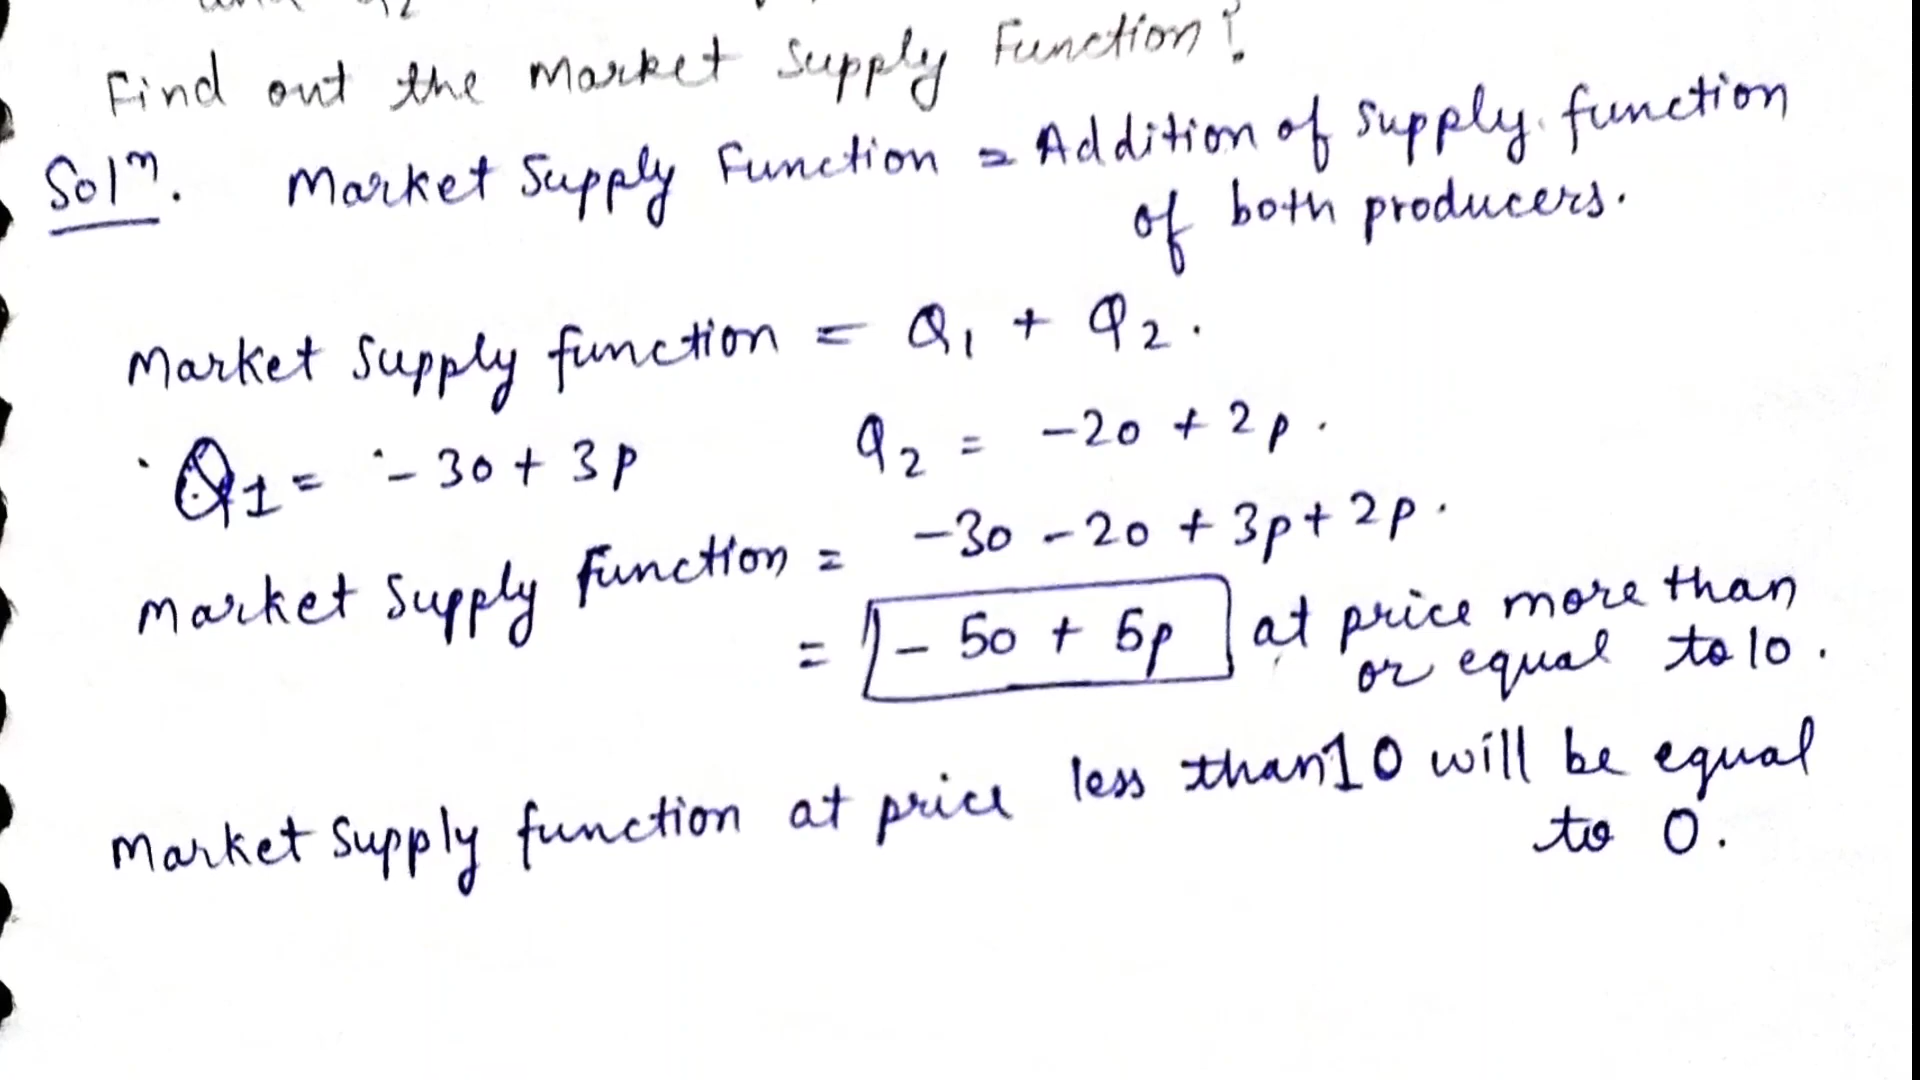 Find out the Market Supply Function?
Solⁿ. Market Supply Function = Addition of supply function
of both producers.
Market Supply function = Q₁ + Q₂.
Q₁ = -30 + 3p Q₂ = -20 + 2p.
Market Supply Function = -30 - 20 + 3p + 2p.
= - 50 + 5p at price more than
or equal to 10.
Market Supply function at price less than 10 will be equal
to 0.